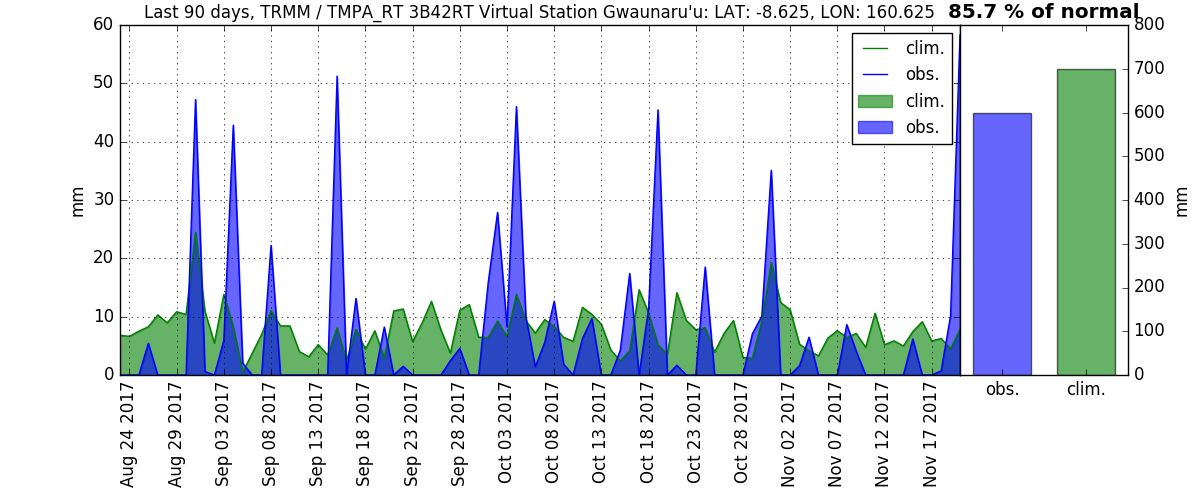 Last 90 days, TRMM / TMPA_RT 3B42RT Virtual Station Gwaunaru'u: LAT: -8.625, LON: 160.625 85.7 % of normal
60
50
40
30
20
10
0
mm
clim.
obs.
clim.
obs.
800
700
600
500
400
300
200
100
0
mm
obs.
clim.
Aug 24 2017
Aug 29 2017
Sep 03 2017
Sep 08 2017
Sep 13 2017
Sep 18 2017
Sep 23 2017
Sep 28 2017
Oct 03 2017
Oct 08 2017
Oct 13 2017
Oct 18 2017
Oct 23 2017
Oct 28 2017
Nov 02 2017
Nov 07 2017
Nov 12 2017
Nov 17 2017